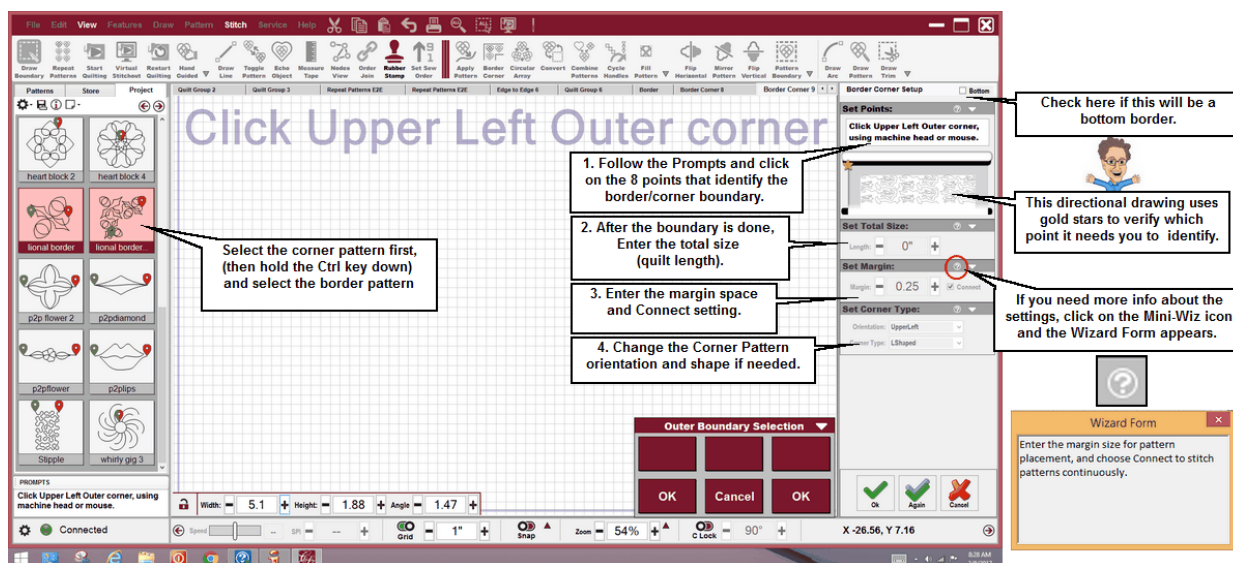 File Edit View Features Draw Pattern Stitch Service Help
Draw Boundary
Repeat Patterns
Start Quilting
Virtual Stitchout
Restart Quilting
Hand Guided
Draw Line
Toggle Pattern
Echo Object
Measure Tape
Nodes View
Order Join
Rubber Stamp
Set Sew Order
Apply Pattern
Border Corner
Circular Array
Convert
Combine Patterns
Cycle Handles
Fill Pattern
Flip Horizontal
Mirror Pattern
Flip Vertical
Pattern Boundary
Draw Arc
Draw Pattern
Draw Trim
Patterns Store Project
Quilt Group 2
Quilt Group 3
Repeat Patterns E2E
Repeat Patterns E2E
Edge to Edge 6
Quilt Group 6
Border
Border Corner 8
Border Corner 9
Border Corner Setup
Bottom
heart block 2
heart block 4
lional border
lional border...
p2p flower 2
p2pdiamond
p2pflower
p2plips
Stipple
whirly gig 3
PROMPTS
Click Upper Left Outer corner, using
machine head or mouse.
Click Upper Left Outer corner
Select the corner pattern first,
(then hold the Ctrl key down)
and select the border pattern
1. Follow the Prompts and click
on the 8 points that identify the
border/corner boundary.
2. After the boundary is done,
Enter the total size
(quilt length).
3. Enter the margin space
and Connect setting.
4. Change the Corner Pattern
orientation and shape if needed.
Set Points:
Click Upper Left Outer corner,
using machine head or mouse.
Set Total Size:
Length: 0"
Set Margin:
Margin: 0.25 Connect
Set Corner Type:
Orientation: UpperLeft
Corner Type: LShaped
Ok
Again
Cancel
Check here if this will be a
bottom border.
This directional drawing uses
gold stars to verify which
point it needs you to identify.
If you need more info about the
settings, click on the Mini-Wiz icon
and the Wizard Form appears.
Wizard Form
Enter the margin size for pattern
placement, and choose Connect to stitch
patterns continuously.
Outer Boundary Selection
OK Cancel OK
Width: 5.1 Height: 1.88 Angle 1.47
Connected
Speed -- SPI -- Grid 1" Snap Zoom 54% C Lock 90° X -26.56, Y 7.16